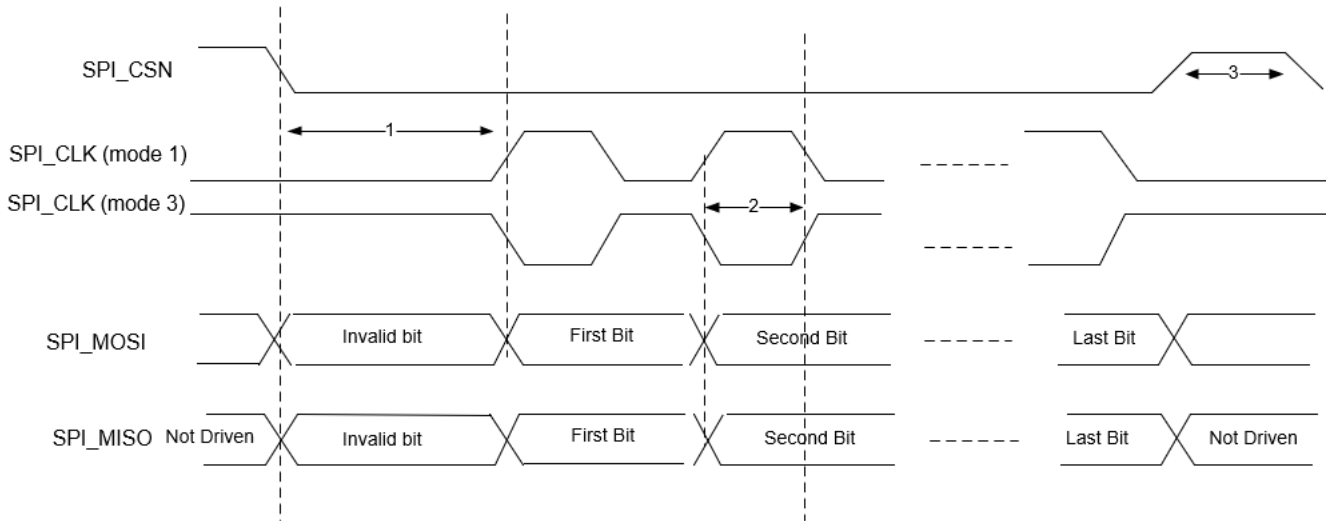 SPI_CSN
3
1
SPI_CLK (mode 1)
SPI_CLK (mode 3)
2
SPI_MOSI Invalid bit First Bit Second Bit Last Bit
SPI_MISO Not Driven Invalid bit First Bit Second Bit Last Bit Not Driven